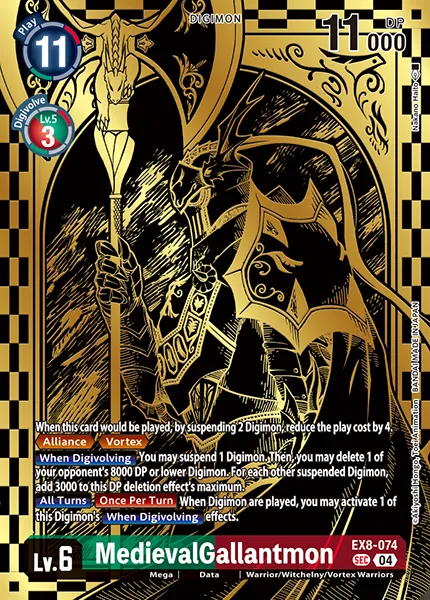 Play
11
DIGIMON
DP
11000
Digivolve
Lv.5
3
Nakano Haito
When this card would be played, by suspending 2 Digimon, reduce the play cost by 4.
Alliance Vortex
When Digivolving You may suspend 1 Digimon. Then, you may delete 1 of
your opponent's 8000 DP or lower Digimon. For each other suspended Digimon,
add 3000 to this DP deletion effect's maximum.
All Turns Once Per Turn When Digimon are played, you may activate 1 of
this Digimon's When Digivolving effects.
©Akiyoshi Hongo, Toei Animation BANDAI MADE IN JAPAN
Lv.6
MedievalGallantmon
EX8-074
SEC 04
Mega Data Warrior/Witchelny/Vortex Warriors